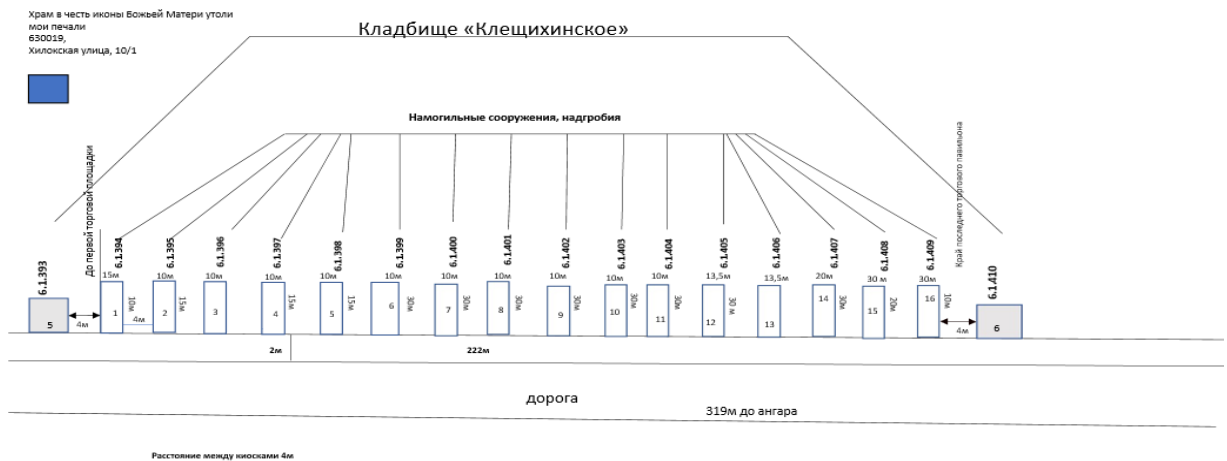 Храм в честь иконы Божьей Матери утоли
мои печали
630019,
Хилокская улица, 10/1
Кладбище «Клещихинское»
Намогильные сооружения, надгробия
До первой торговой площадки
Край последнего торгового павильона
6.1.393
6.1.394
6.1.395
6.1.396
6.1.397
6.1.398
6.1.399
6.1.400
6.1.401
6.1.402
6.1.403
6.1.404
6.1.405
6.1.406
6.1.407
6.1.408
6.1.409
6.1.410
15м 10м 10м 10м 10м 10м 10м 10м 10м 10м 10м 13,5м 13,5м 20м 30 м 30м
10м 15м 15м 15м 30м 30м 30м 30м 30м 30м 30 м 30м 20м 10м
5 4м 1 4м 2 3 4 5 6 7 8 9 10 11 12 13 14 15 16 4м 6
2м 222м
дорога
319м до ангара
Расстояние между киосками 4м